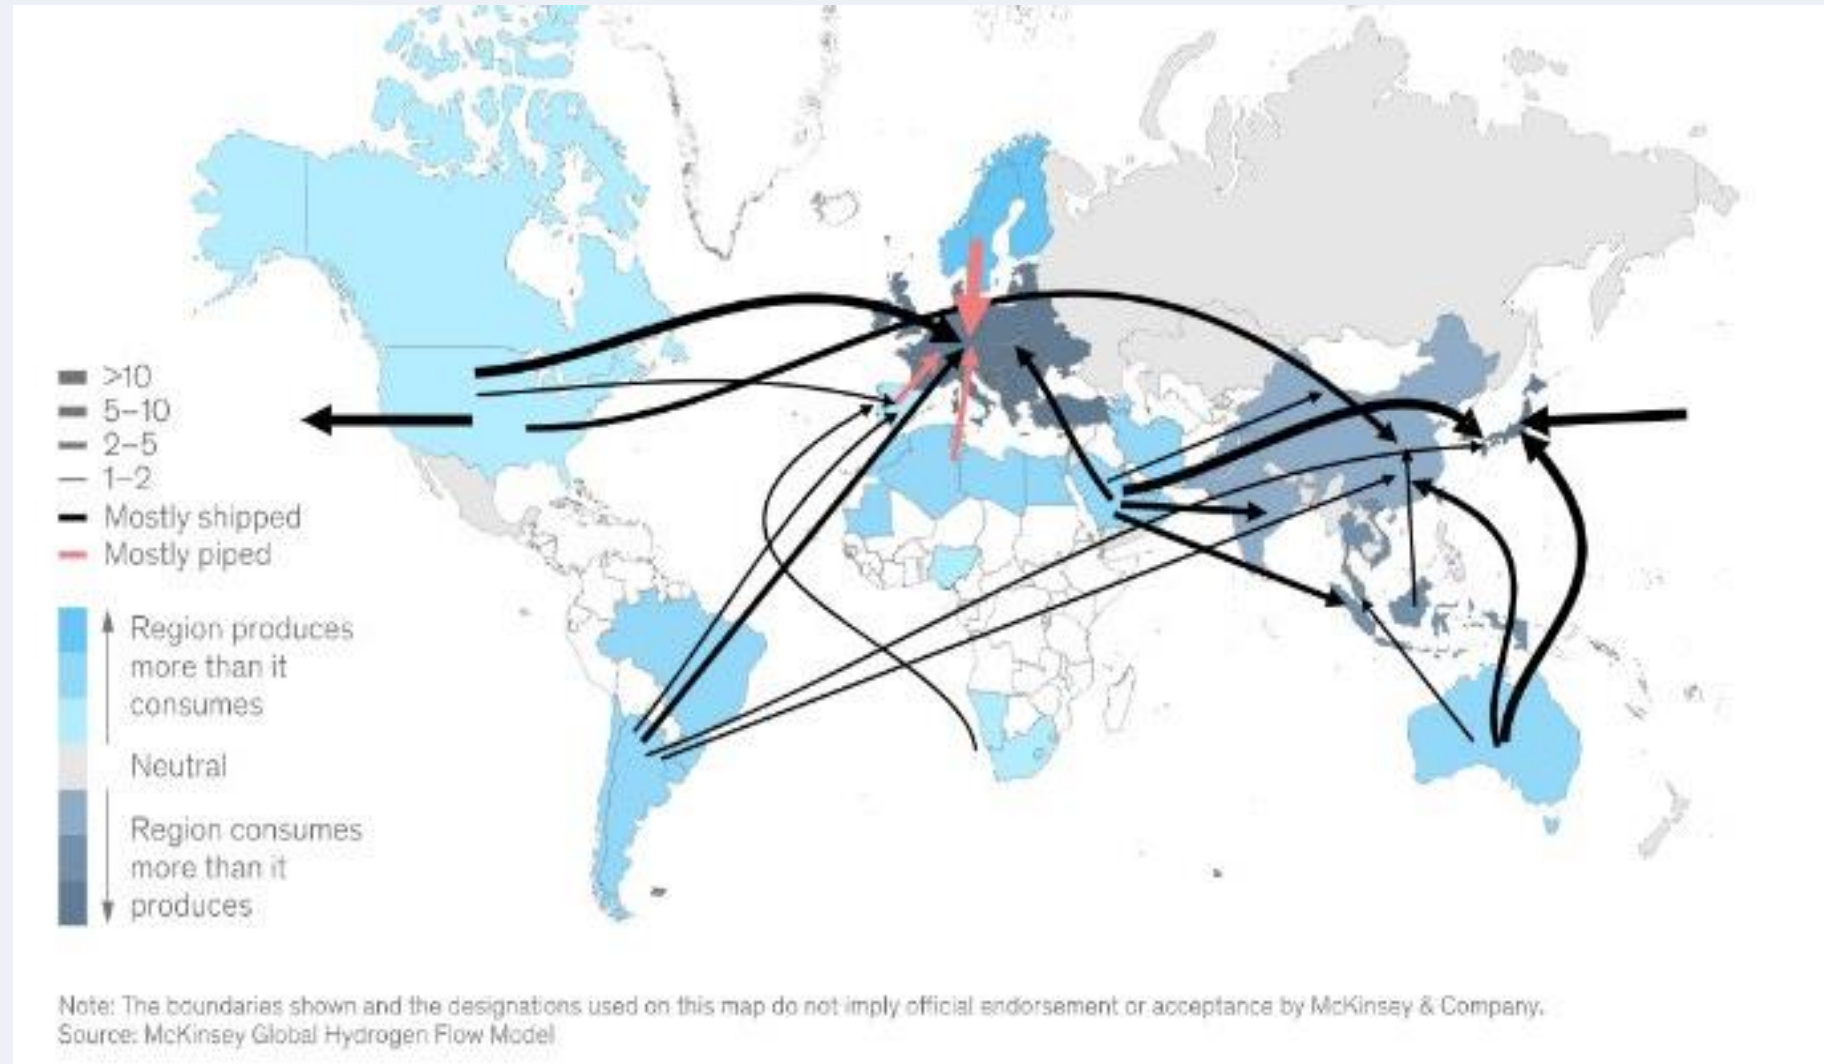 >10
5–10
2–5
1–2
Mostly shipped
Mostly piped
Region produces
more than it
consumes
Neutral
Region consumes
more than it
produces
Note: The boundaries shown and the designations used on this map do not imply official endorsement or acceptance by McKinsey & Company.
Source: McKinsey Global Hydrogen Flow Model